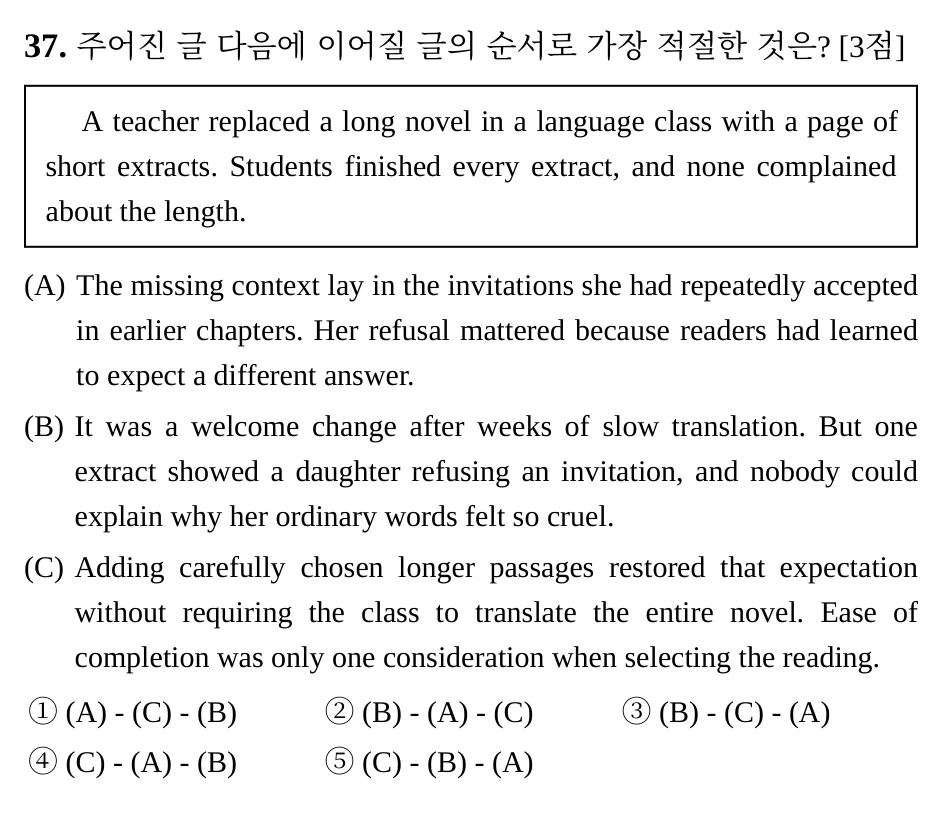 37. 주어진 글 다음에 이어질 글의 순서로 가장 적절한 것은? [3점]
A teacher replaced a long novel in a language class with a page of
short extracts. Students finished every extract, and none complained
about the length.
(A) The missing context lay in the invitations she had repeatedly accepted
in earlier chapters. Her refusal mattered because readers had learned
to expect a different answer.
(B) It was a welcome change after weeks of slow translation. But one
extract showed a daughter refusing an invitation, and nobody could
explain why her ordinary words felt so cruel.
(C) Adding carefully chosen longer passages restored that expectation
without requiring the class to translate the entire novel. Ease of
completion was only one consideration when selecting the reading.
① (A) - (C) - (B) ② (B) - (A) - (C) ③ (B) - (C) - (A)
④ (C) - (A) - (B) ⑤ (C) - (B) - (A)